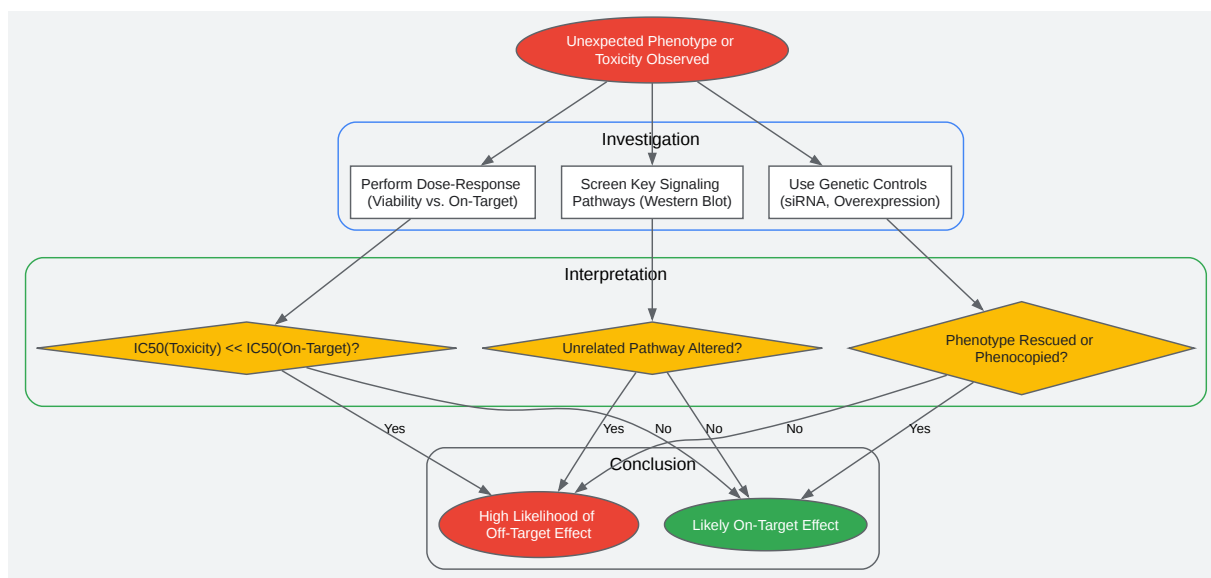 Unexpected Phenotype or
Toxicity Observed
Investigation
Perform Dose-Response
(Viability vs. On-Target)
Screen Key Signaling
Pathways (Western Blot)
Use Genetic Controls
(siRNA, Overexpression)
Interpretation
IC50(Toxicity) << IC50(On-Target)?
Unrelated Pathway Altered?
Phenotype Rescued or
Phenocopied?
Yes
Yes
No
No
No
Yes
Conclusion
High Likelihood of
Off-Target Effect
Likely On-Target Effect